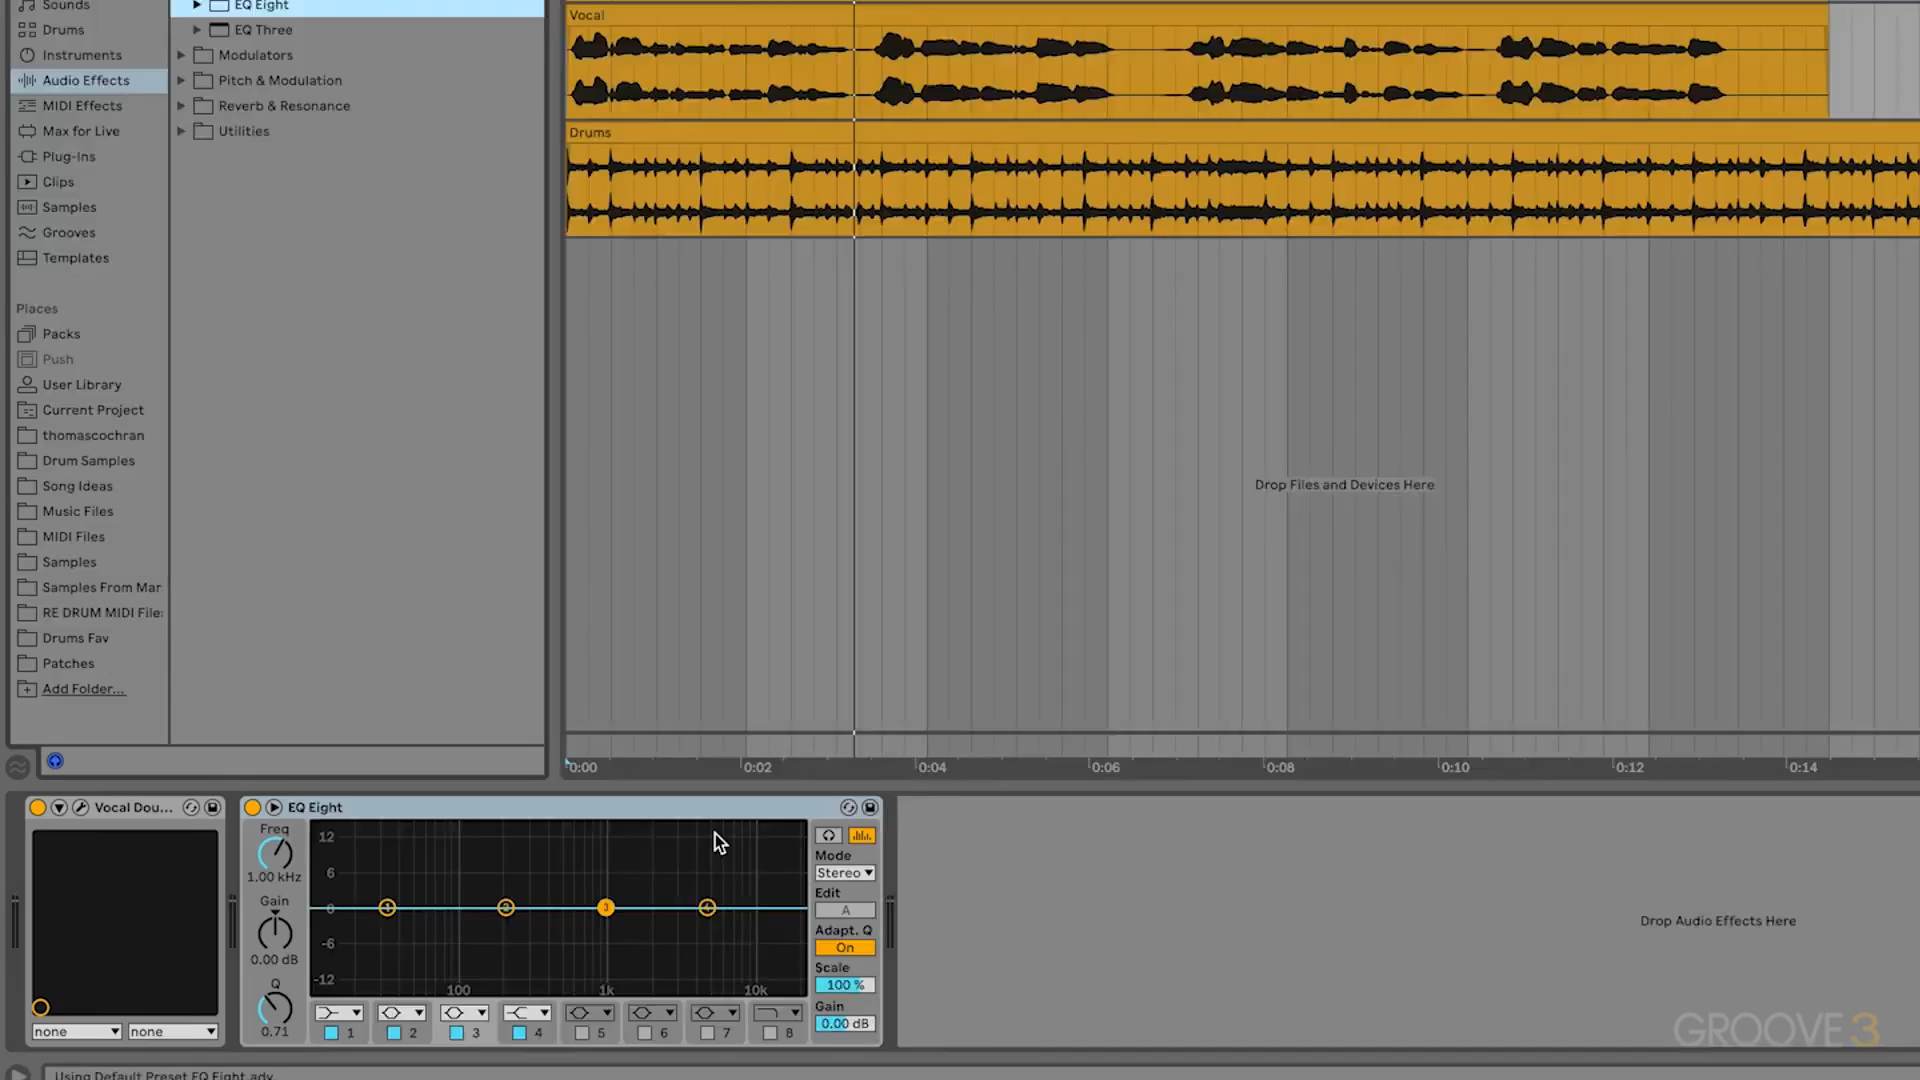 Sounds
Drums
Instruments
Audio Effects
MIDI Effects
Max for Live
Plug-Ins
Clips
Samples
Grooves
Templates
Places
Packs
Push
User Library
Current Project
thomascochran
Drum Samples
Song Ideas
Music Files
MIDI Files
Samples
Samples From Mar
RE DRUM MIDI File
Drums Fav
Patches
Add Folder...
EQ Eight
EQ Three
Modulators
Pitch & Modulation
Reverb & Resonance
Utilities
Vocal
Drums
Drop Files and Devices Here
0:00 0:02 0:04 0:06 0:08 0:10 0:12 0:14
Vocal Dou...
none none
EQ Eight
Freq
1.00 kHz
Gain
0.00 dB
Q
0.71
12
6
0
-6
-12
100 1k 10k
1 2 3 4
1 2 3 4 5 6 7 8
Mode
Stereo
Edit
A
Adapt. Q
On
Scale
100 %
Gain
0.00 dB
Drop Audio Effects Here
GROOVE3
Using Default Preset EQ Eight.adv